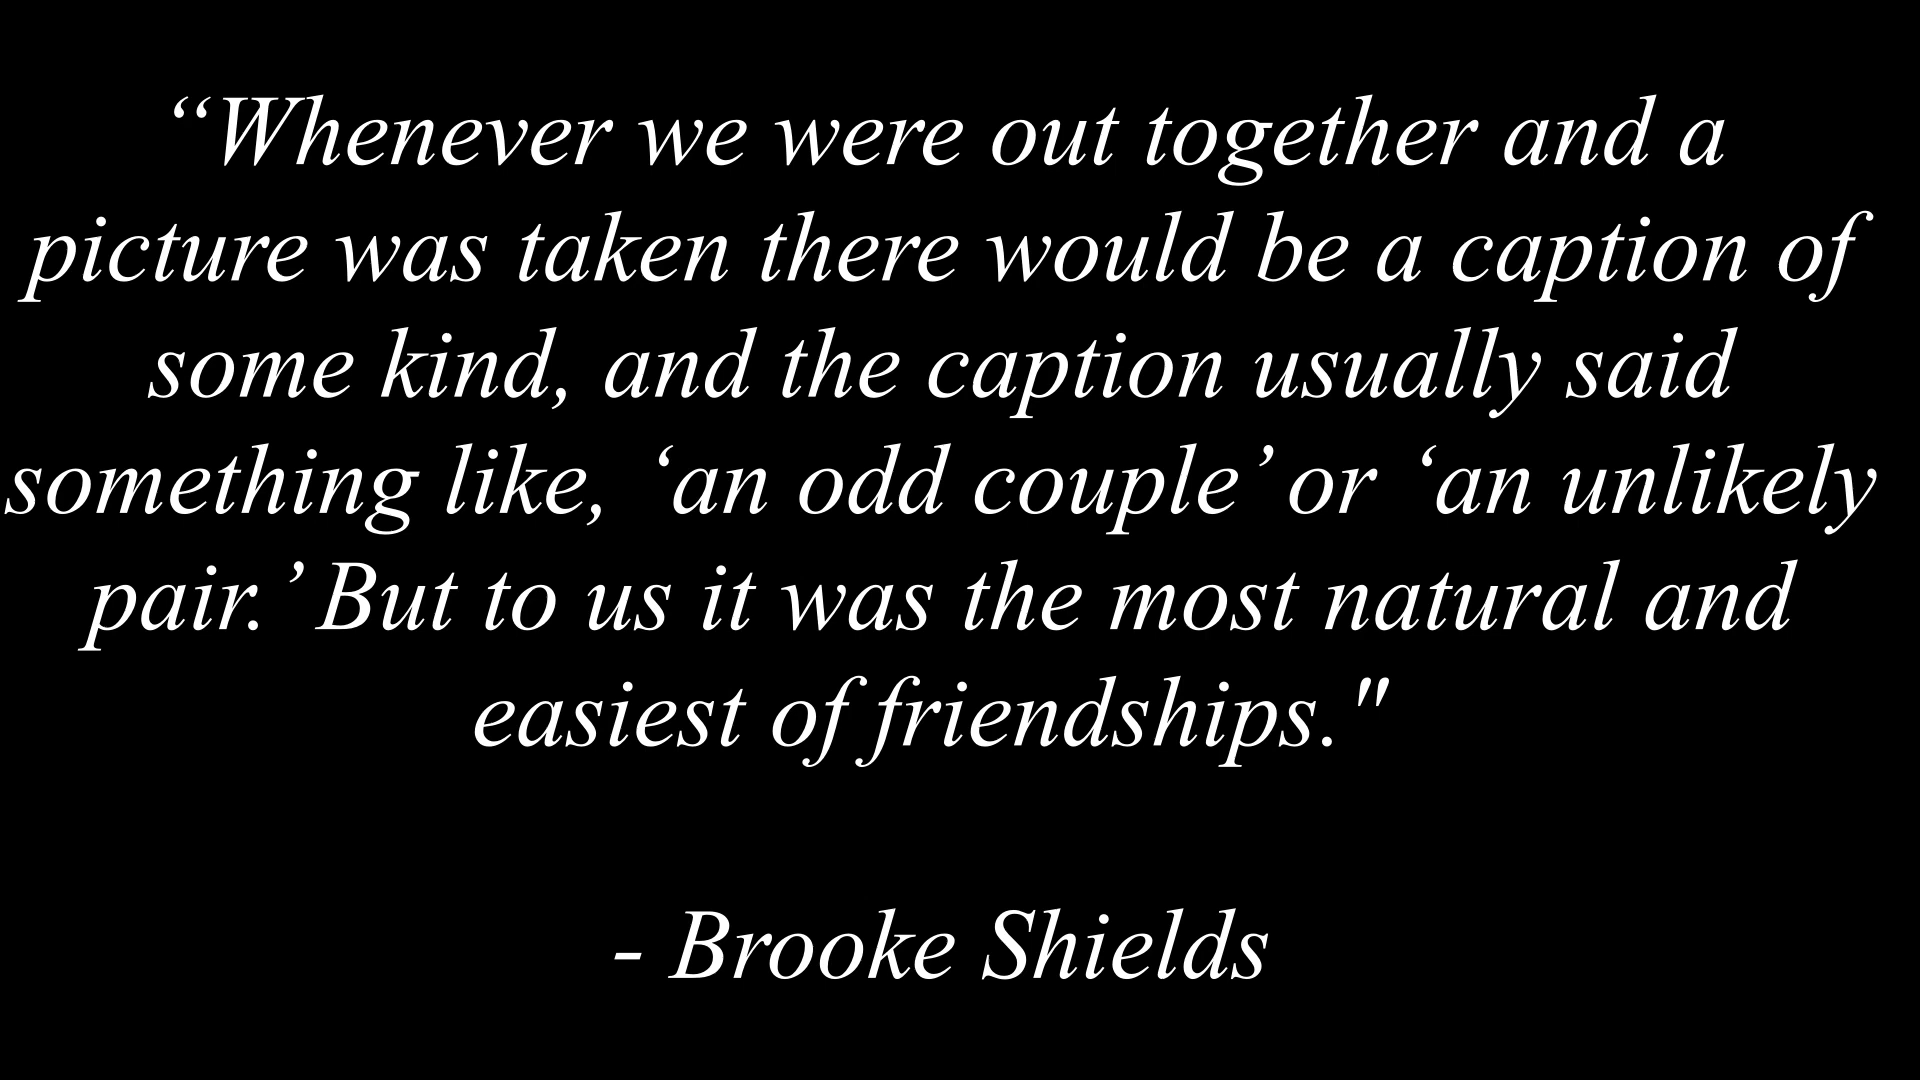 “Whenever we were out together and a
picture was taken there would be a caption of
some kind, and the caption usually said
something like, ‘an odd couple’ or ‘an unlikely
pair.’ But to us it was the most natural and
easiest of friendships."
- Brooke Shields